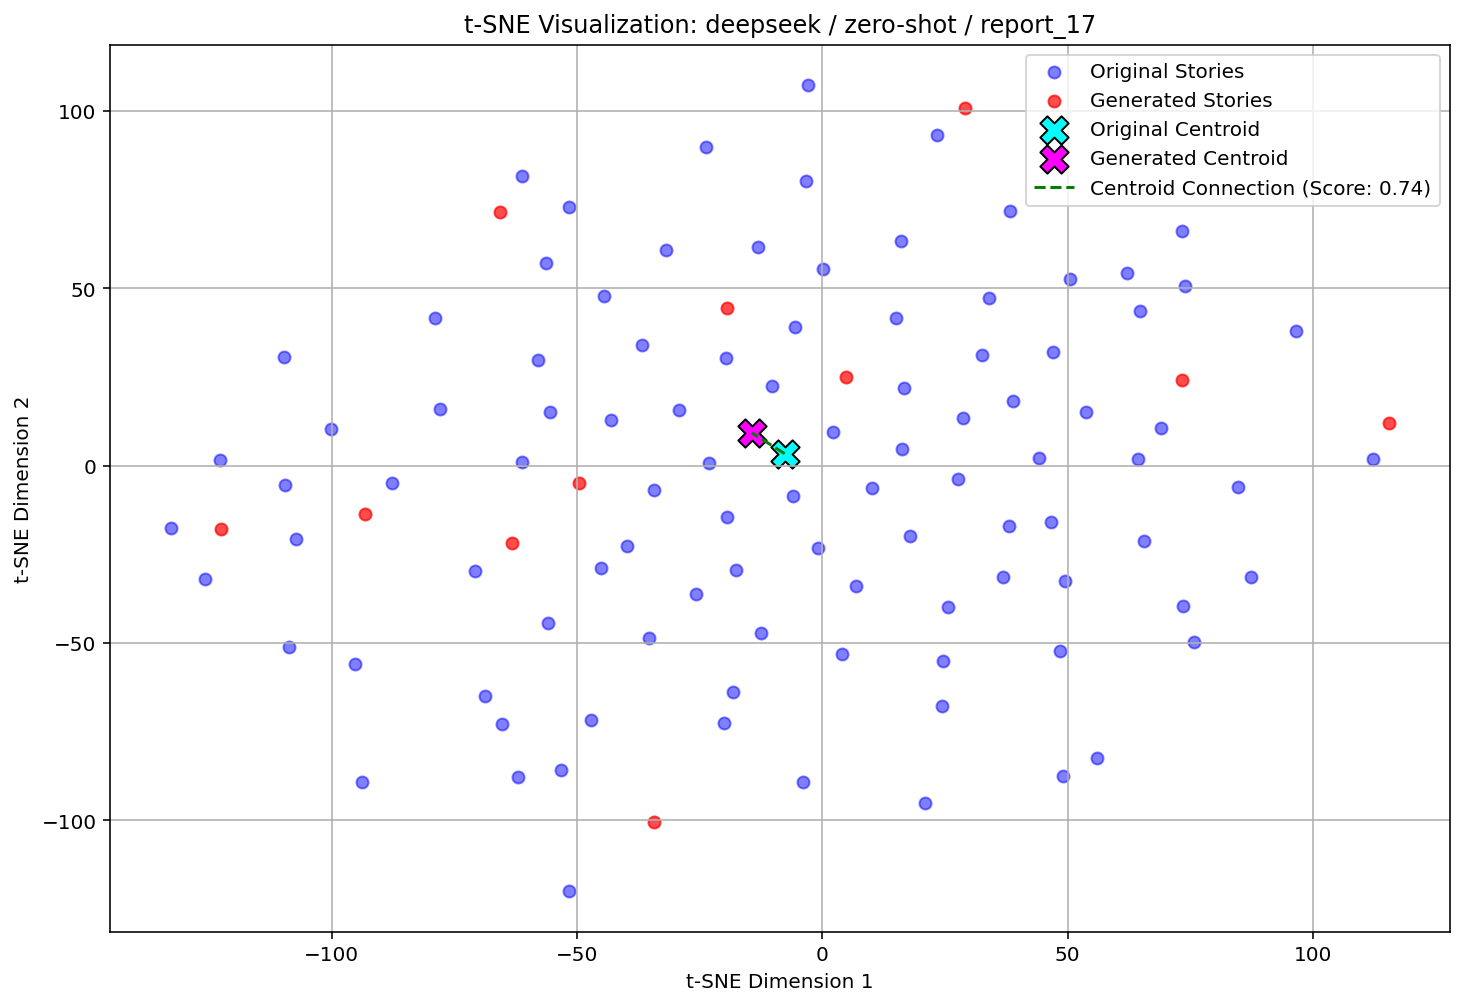 t-SNE Visualization: deepseek / zero-shot / report_17
Original Stories
Generated Stories
Original Centroid
Generated Centroid
Centroid Connection (Score: 0.74)
t-SNE Dimension 2
100
50
0
−50
−100
−100
−50
0
50
100
t-SNE Dimension 1